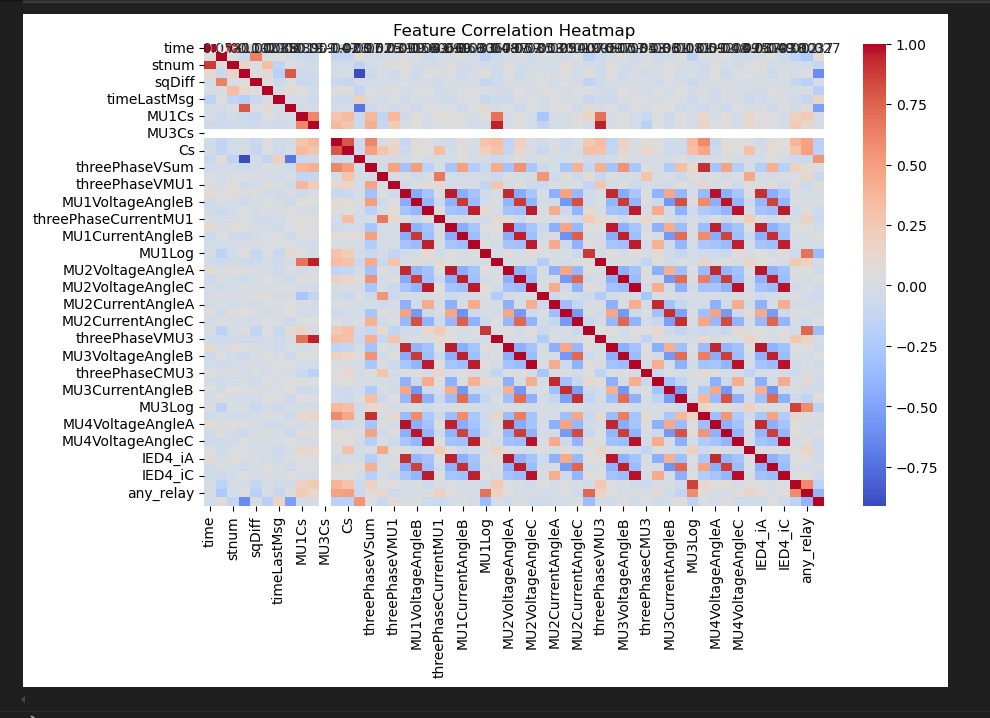 Feature Correlation Heatmap
time
stnum
sqDiff
timeLastMsg
MU1Cs
MU3Cs
Cs
threePhaseVSum
threePhaseVMU1
MU1VoltageAngleB
threePhaseCurrentMU1
MU1CurrentAngleB
MU1Log
MU2VoltageAngleA
MU2VoltageAngleC
MU2CurrentAngleA
MU2CurrentAngleC
threePhaseVMU3
MU3VoltageAngleB
threePhaseCMU3
MU3CurrentAngleB
MU3Log
MU4VoltageAngleA
MU4VoltageAngleC
IED4_iA
IED4_iC
any_relay
1.00
0.75
0.50
0.25
0.00
−0.25
−0.50
−0.75
time
stnum
sqDiff
timeLastMsg
MU1Cs
MU3Cs
Cs
threePhaseVSum
threePhaseVMU1
MU1VoltageAngleB
threePhaseCurrentMU1
MU1CurrentAngleB
MU1Log
MU2VoltageAngleA
MU2VoltageAngleC
MU2CurrentAngleA
MU2CurrentAngleC
threePhaseVMU3
MU3VoltageAngleB
threePhaseCMU3
MU3CurrentAngleB
MU3Log
MU4VoltageAngleA
MU4VoltageAngleC
IED4_iA
IED4_iC
any_relay